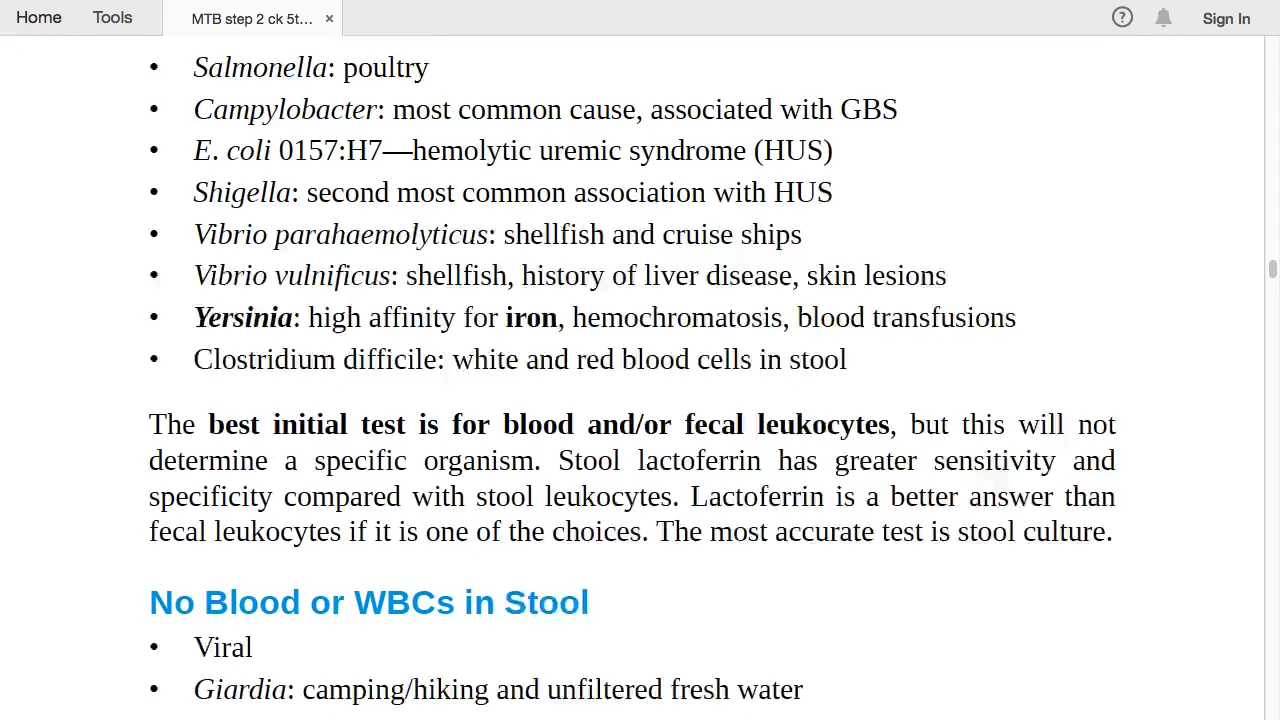 Home Tools MTB step 2 ck 5t... × ? Sign In
• Salmonella: poultry
• Campylobacter: most common cause, associated with GBS
• E. coli 0157:H7—hemolytic uremic syndrome (HUS)
• Shigella: second most common association with HUS
• Vibrio parahaemolyticus: shellfish and cruise ships
• Vibrio vulnificus: shellfish, history of liver disease, skin lesions
• Yersinia: high affinity for iron, hemochromatosis, blood transfusions
• Clostridium difficile: white and red blood cells in stool
The best initial test is for blood and/or fecal leukocytes, but this will not
determine a specific organism. Stool lactoferrin has greater sensitivity and
specificity compared with stool leukocytes. Lactoferrin is a better answer than
fecal leukocytes if it is one of the choices. The most accurate test is stool culture.
No Blood or WBCs in Stool
• Viral
• Giardia: camping/hiking and unfiltered fresh water